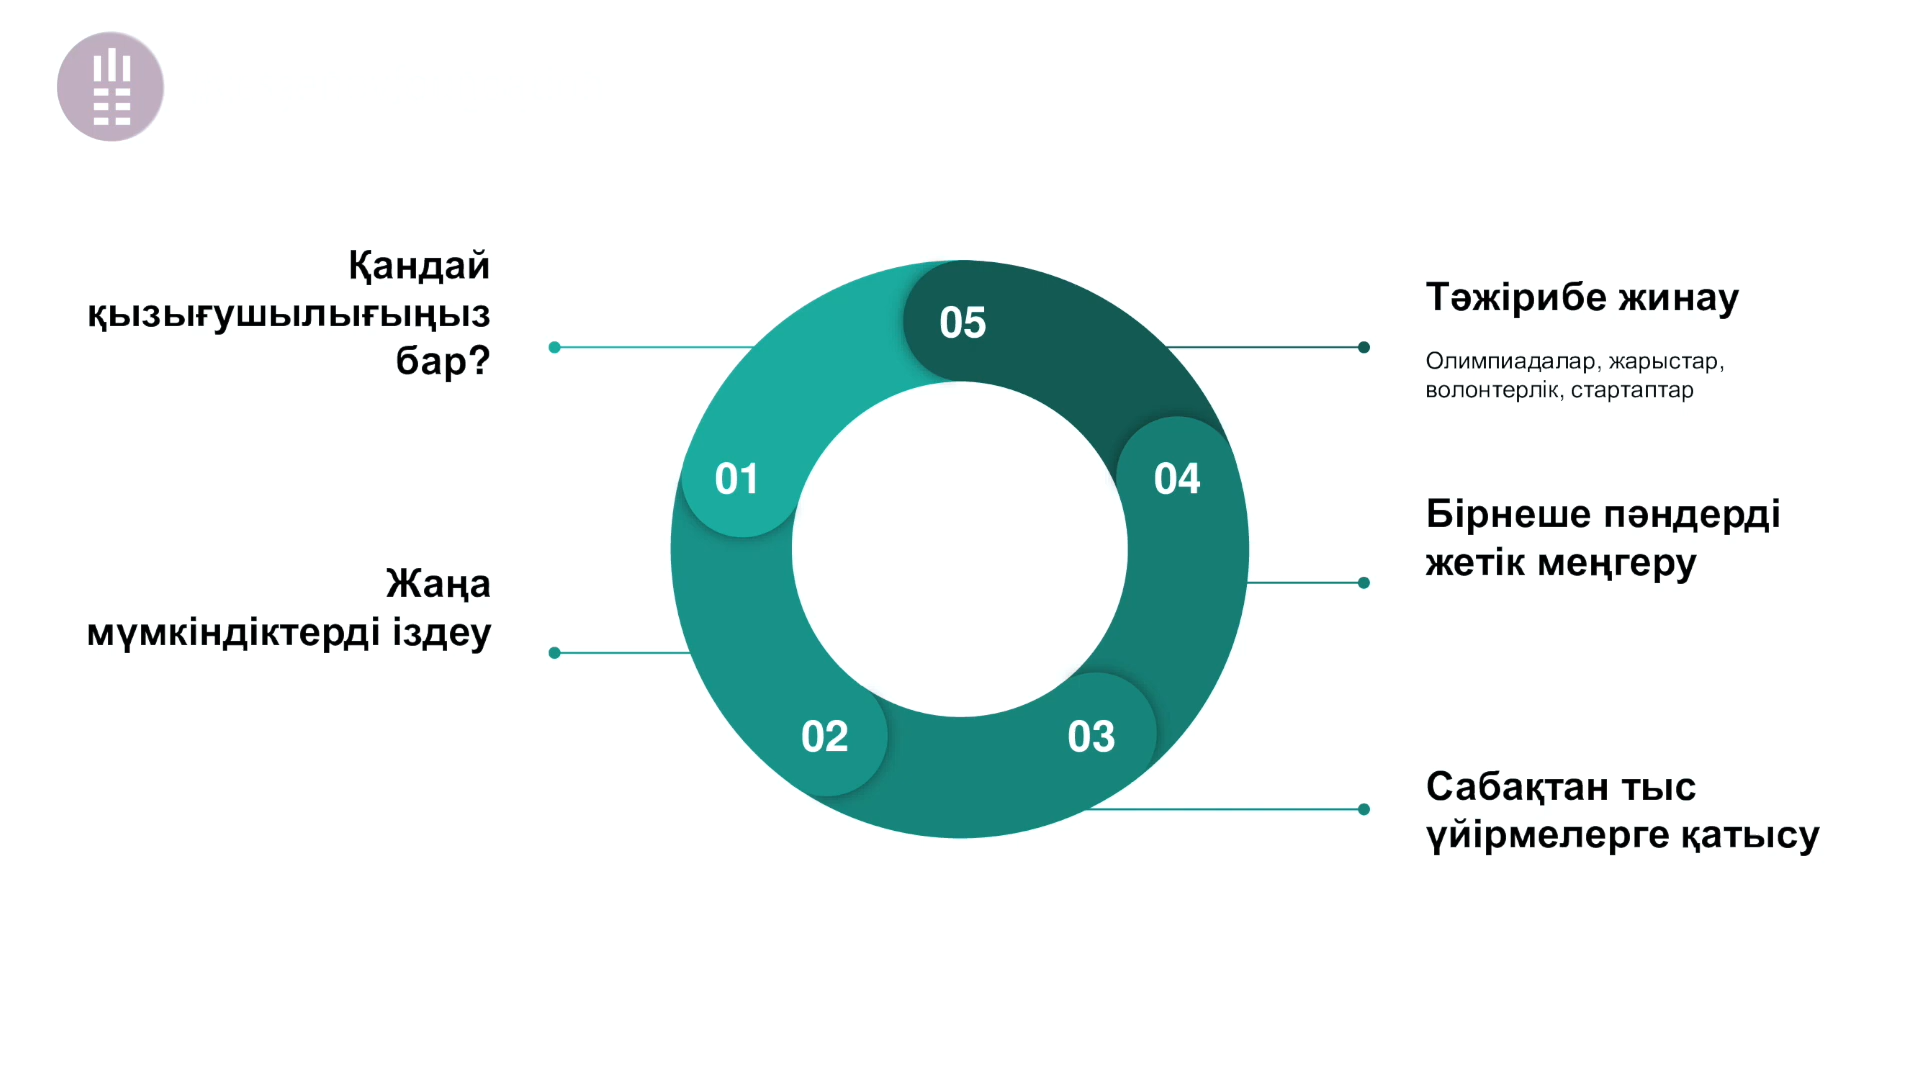 Қандай
қызығушылығыңыз
бар?
01
Жаңа
мүмкіндіктерді іздеу
02
Сабақтан тыс
үйірмелерге қатысу
03
Бірнеше пәндерді
жетік меңгеру
04
Тәжірибе жинау
Олимпиадалар, жарыстар,
волонтерлік, стартаптар
05